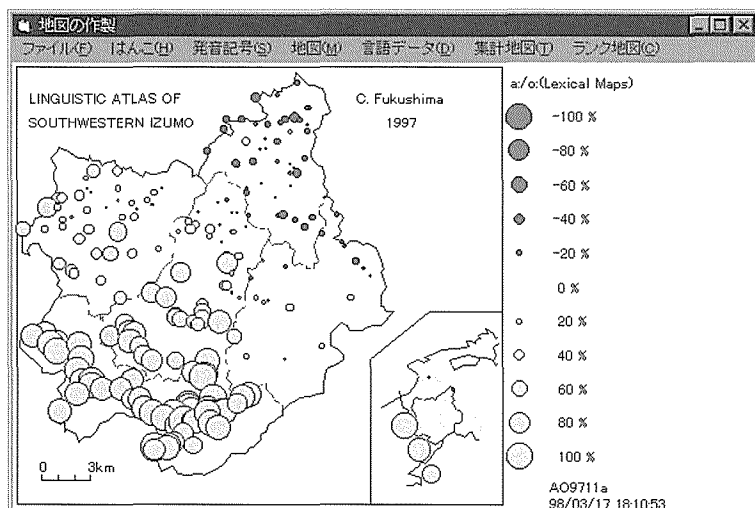 地図の作製
ファイル(F) はんこ(H) 発音記号(S) 地図(M) 言語データ(D) 集計地図(T) ランク地図(C)
LINGUISTIC ATLAS OF
SOUTHWESTERN IZUMO
C. Fukushima
1997
a:/o:(Lexical Maps)
-100 %
-80 %
-60 %
-40 %
-20 %
0 %
20 %
40 %
60 %
80 %
100 %
0 3km
AO9711a
98/03/17 18:10:53